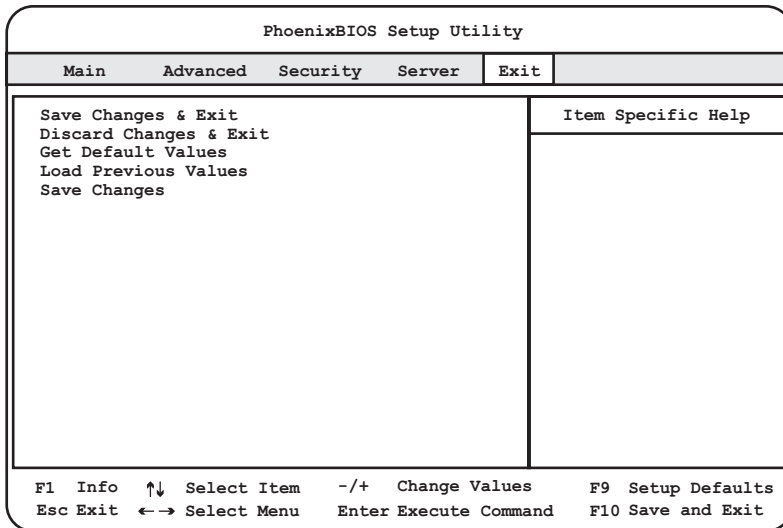 PhoenixBIOS Setup Utility
Main Advanced Security Server Exit
Save Changes & Exit
Discard Changes & Exit
Get Default Values
Load Previous Values
Save Changes
Item Specific Help
F1 Info ↑↓ Select Item -/+ Change Values F9 Setup Defaults
Esc Exit ←→ Select Menu Enter Execute Command F10 Save and Exit